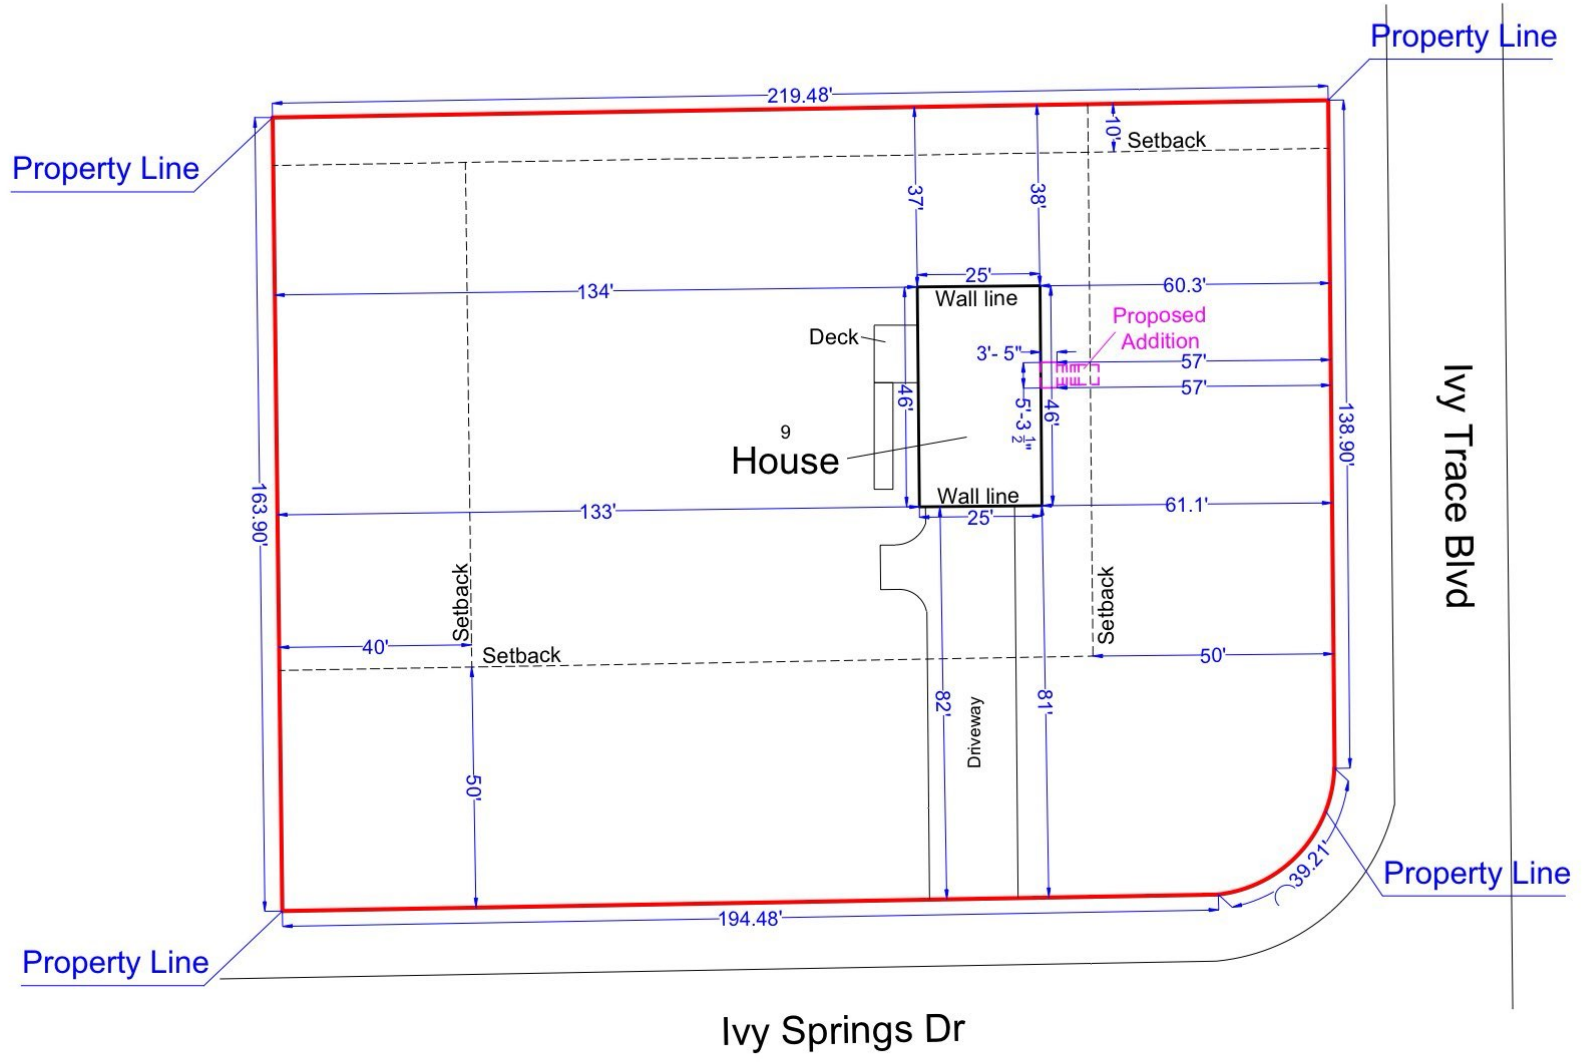 Property Line
219.48'
10'
Setback
Property Line
37'
38'
25'
Wall line
134'
60.3'
Proposed
Addition
Deck
3'- 5"
57'
57'
46'
5'-3 1/2"
46'
138.90'
Ivy Trace Blvd
9
House
163.90'
Wall line
133'
25'
61.1'
Setback
Setback
40'
Setback
50'
82'
81'
Driveway
50'
39.21'
Property Line
194.48'
Property Line
Ivy Springs Dr